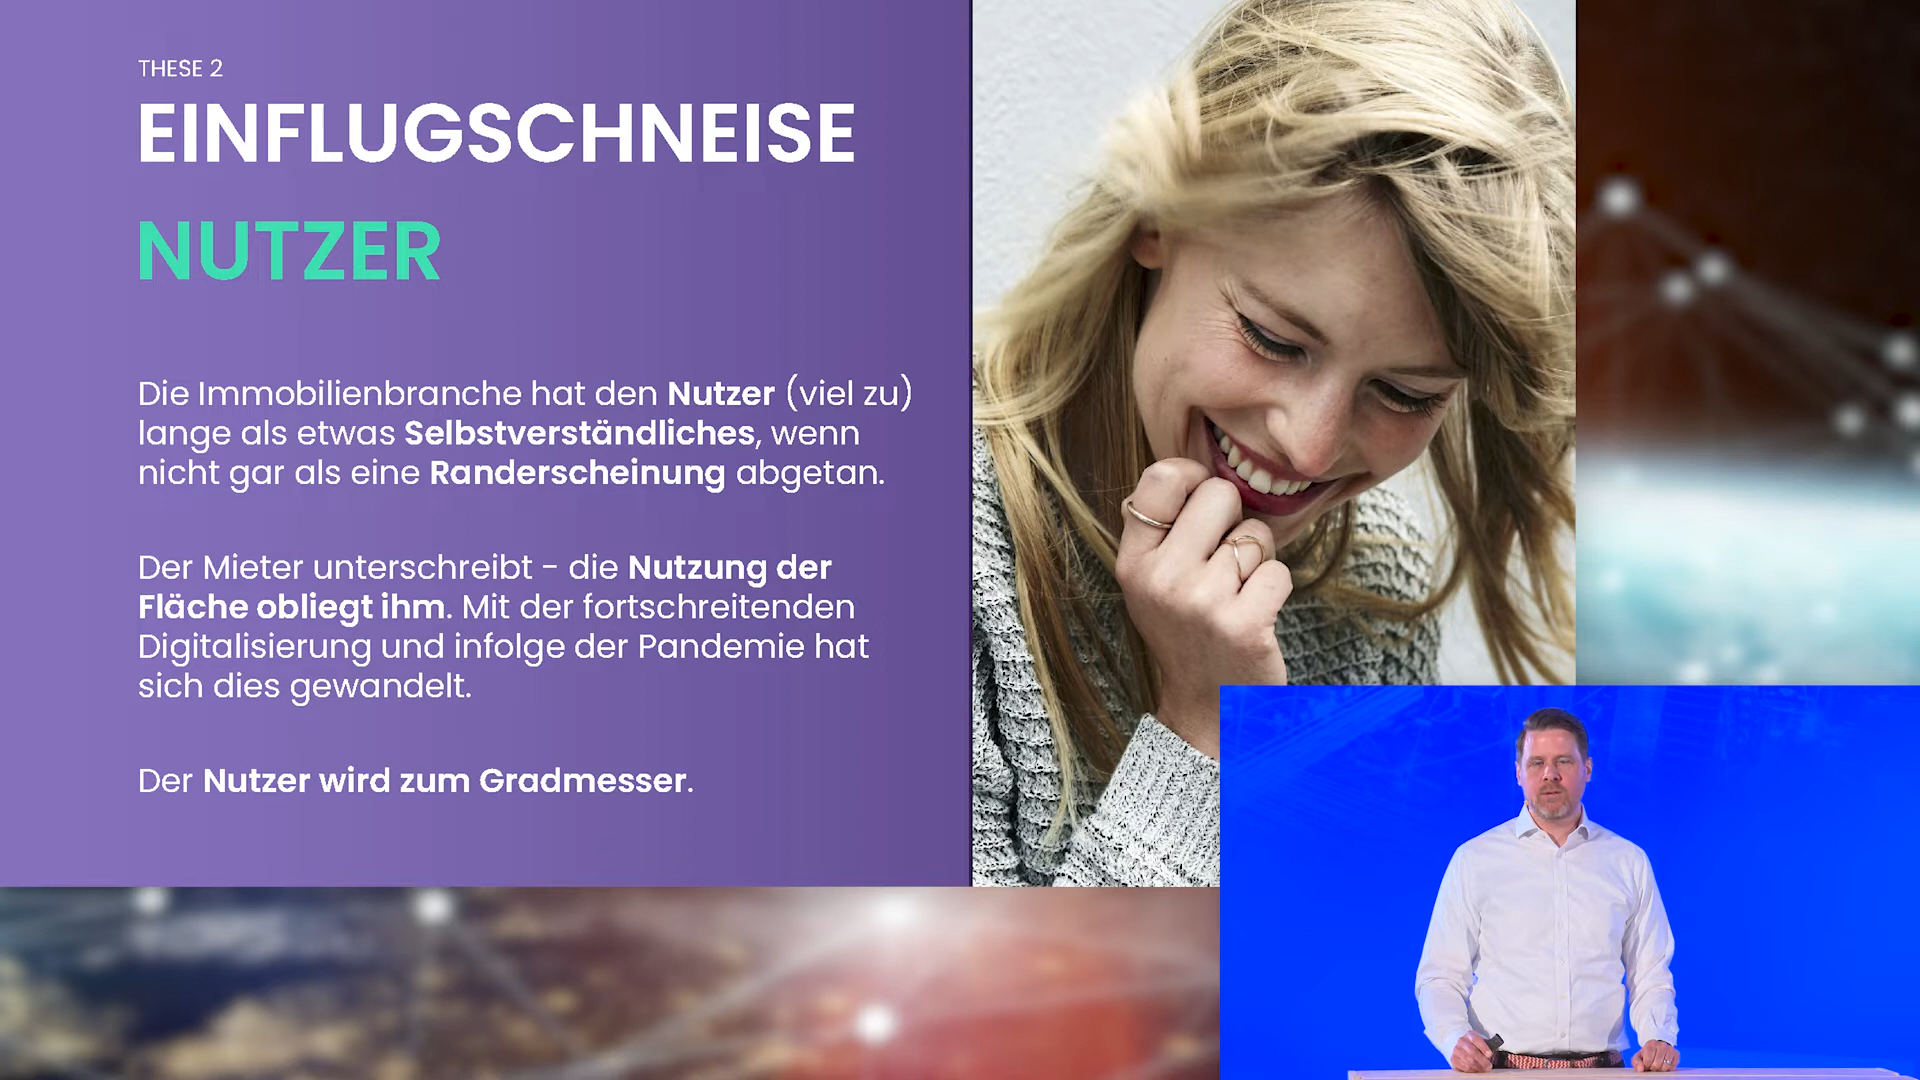 THESE 2
EINFLUGSCHNEISE
NUTZER
Die Immobilienbranche hat den Nutzer (viel zu)
lange als etwas Selbstverständliches, wenn
nicht gar als eine Randerscheinung abgetan.
Der Mieter unterschreibt - die Nutzung der
Fläche obliegt ihm. Mit der fortschreitenden
Digitalisierung und infolge der Pandemie hat
sich dies gewandelt.
Der Nutzer wird zum Gradmesser.